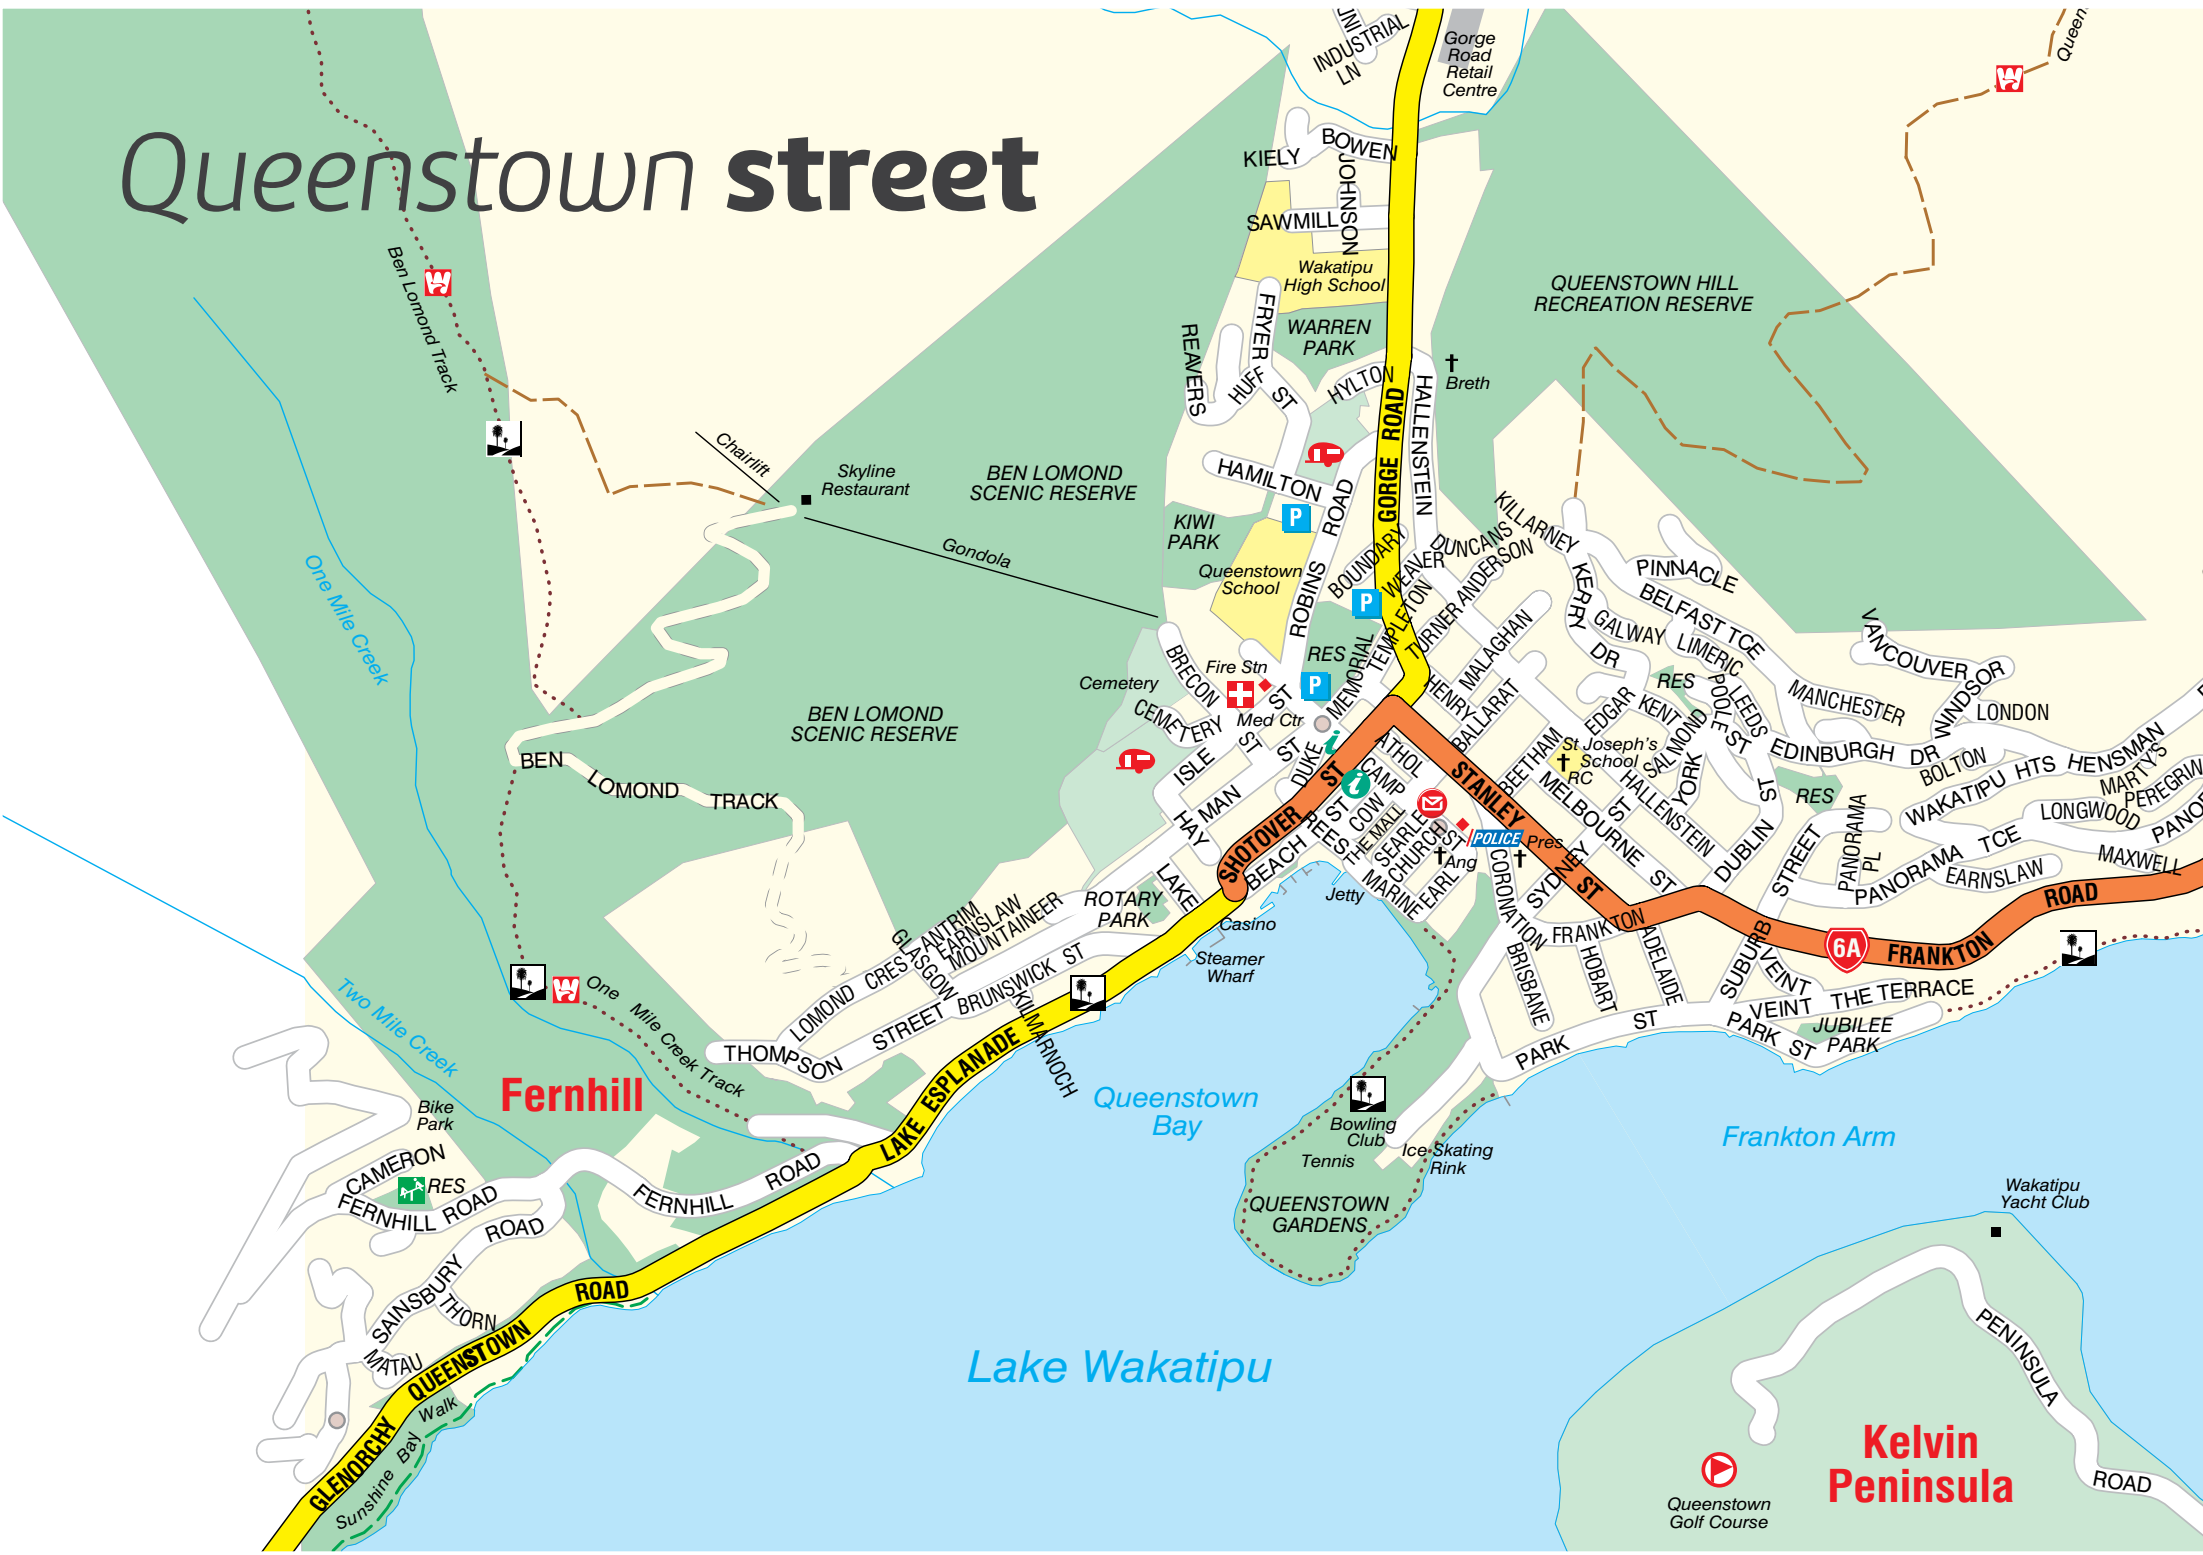 Queenstown street
INDUSTRIAL
LN
Gorge
Road
Retail
Centre
BOWEN
KIELY
JOHNSON
SAWMILL
Wakatipu
High School
FRYER ST
WARREN
PARK
REAVERS
HUFF
HYLTON
Breth
HALLENSTEIN
GORGE ROAD
QUEENSTOWN HILL
RECREATION RESERVE
Ben Lomond Track
Chairlift
Skyline
Restaurant
BEN LOMOND
SCENIC RESERVE
Gondola
HAMILTON
P
KIWI
PARK
Queenstown
School
ROBINS ROAD
BOUNDARY
P
WEAVER
DUNCANS
ANDERSON
TURNER
TEMPLETON
MEMORIAL
RES
P
KILLARNEY
KERRY DR
PINNACLE
BELFAST TCE
GALWAY
LIMERIC
RES
POOLE ST
LEEDS
VANCOUVER
WINDSOR
LONDON
MANCHESTER
EDINBURGH DR
BOLTON
WAKATIPU HTS
HENSMAN
MARTY'S
PEREGRIN
LONGWOOD
PANORAMA TCE
PANORAMA
PL
EARNSLAW
MAXWELL
RES
One Mile Creek
Fire Stn
Cemetery
BRECON ST
CEMETERY
Med Ctr
ST
ISLE
MAN ST
HAY
DUKE
BEN LOMOND
SCENIC RESERVE
BEN LOMOND TRACK
MALAGHAN
HENRY
BALLARAT
EDGAR
KENT
SALMOND
BEETHAM
St Joseph's
School
RC
YORK
HALLENSTEIN
MELBOURNE ST
DUBLIN ST
ATHOL
CAMP
ST
COW
REES
THE MALL
SEARLE
CHURCH ST
Ang
EARL
MARINE
POLICE
Pres
SHOTOVER ST
STANLEY ST
BEACH
LAKE
Jetty
CORONATION
SYDNEY ST
FRANKTON
SUBURB STREET
6A
FRANKTON ROAD
ROTARY
PARK
Casino
Steamer
Wharf
ANTRIM
EARNSLAW
MOUNTAINEER
GLASGOW
LOMOND CRES
BRUNSWICK ST
KILMARNOCH
THOMPSON STREET
BRISBANE
HOBART
ADELAIDE
VEINT
VEINT
THE TERRACE
PARK ST
PARK ST
JUBILEE
PARK
Two Mile Creek
One Mile Creek Track
Fernhill
LAKE ESPLANADE
Queenstown
Bay
Bowling
Club
Ice Skating
Rink
Tennis
QUEENSTOWN
GARDENS
Frankton Arm
Wakatipu
Yacht Club
Bike
Park
CAMERON
RES
FERNHILL ROAD
FERNHILL ROAD
SAINSBURY ROAD
THORN
MATAU
GLENORCHY QUEENSTOWN ROAD
Sunshine Bay Walk
Lake Wakatipu
PENINSULA ROAD
Kelvin
Peninsula
Queenstown
Golf Course